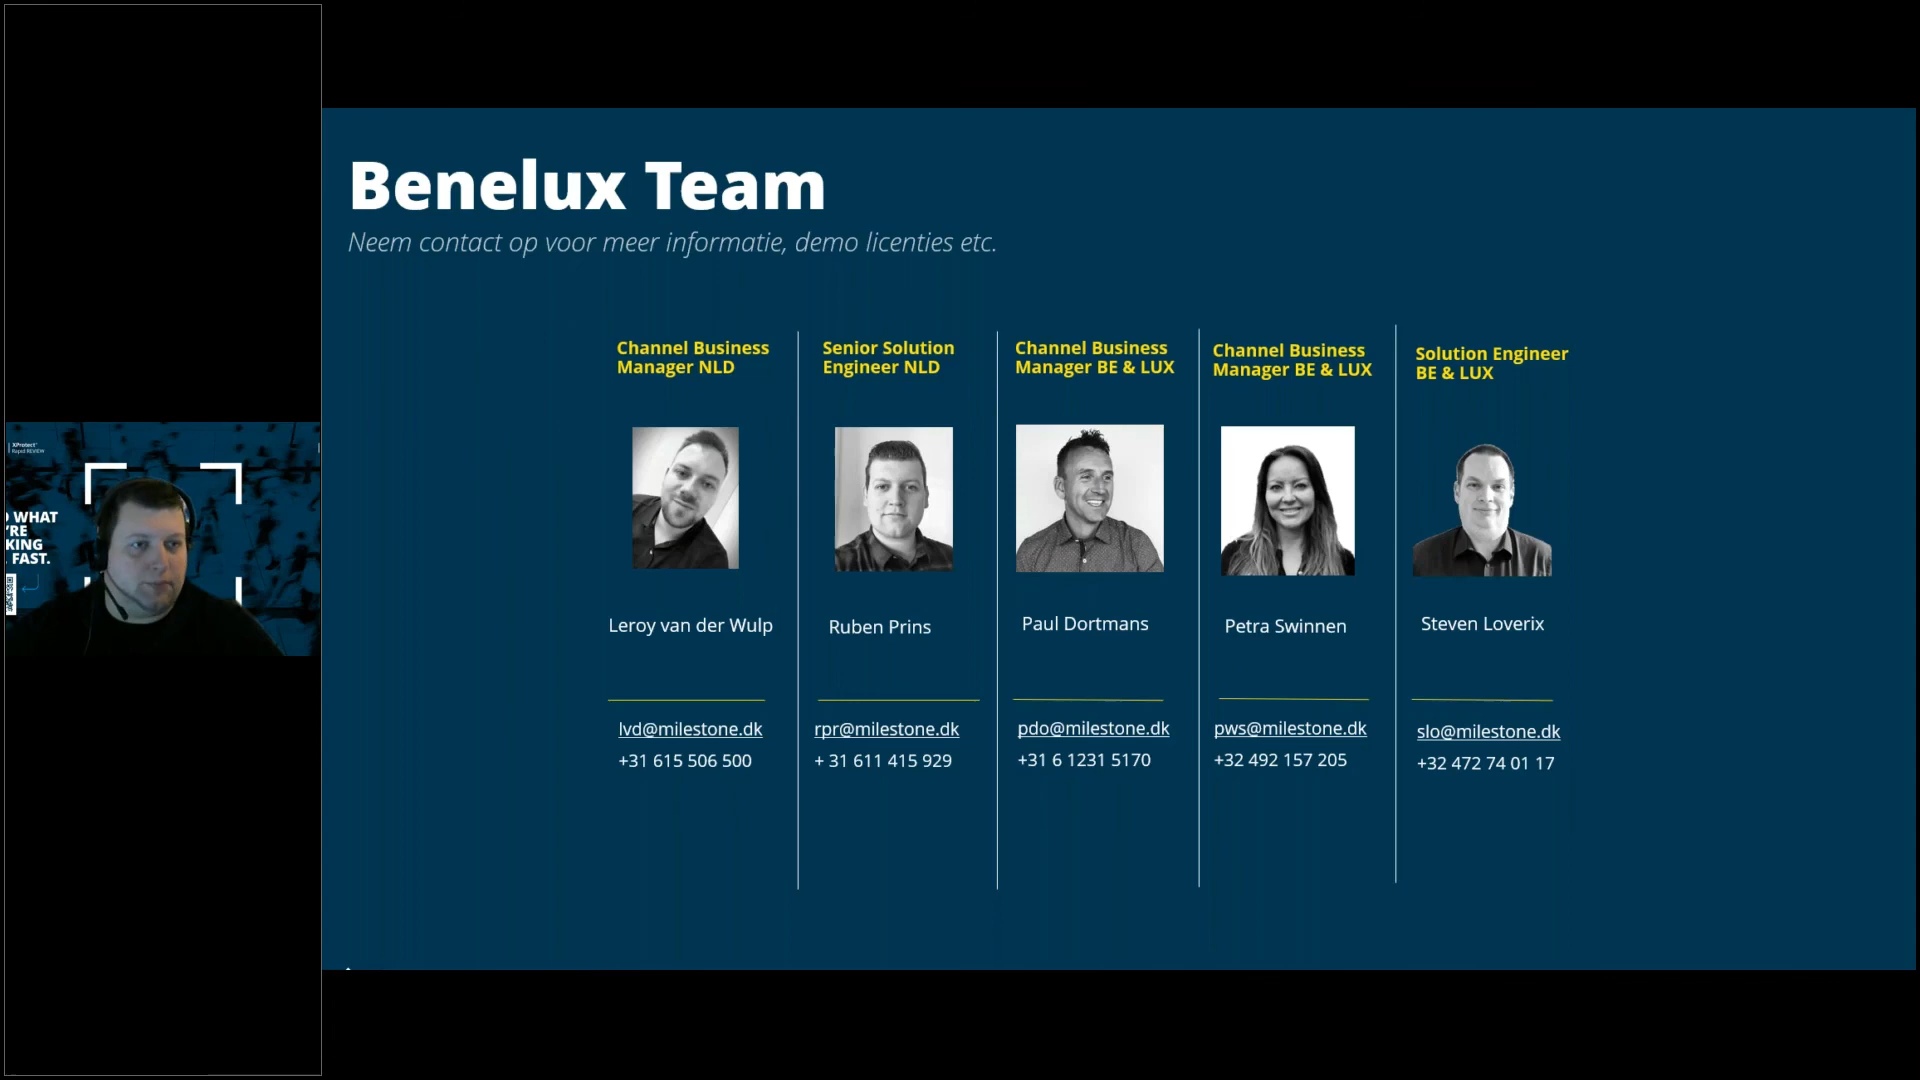 XProtect®
Rapid REVIEW
WHAT
'RE
KING
FAST.
Benelux Team
Neem contact op voor meer informatie, demo licenties etc.
Channel Business
Manager NLD
Leroy van der Wulp
lvd@milestone.dk
+31 615 506 500
Senior Solution
Engineer NLD
Ruben Prins
rpr@milestone.dk
+ 31 611 415 929
Channel Business
Manager BE & LUX
Paul Dortmans
pdo@milestone.dk
+31 6 1231 5170
Channel Business
Manager BE & LUX
Petra Swinnen
pws@milestone.dk
+32 492 157 205
Solution Engineer
BE & LUX
Steven Loverix
slo@milestone.dk
+32 472 74 01 17